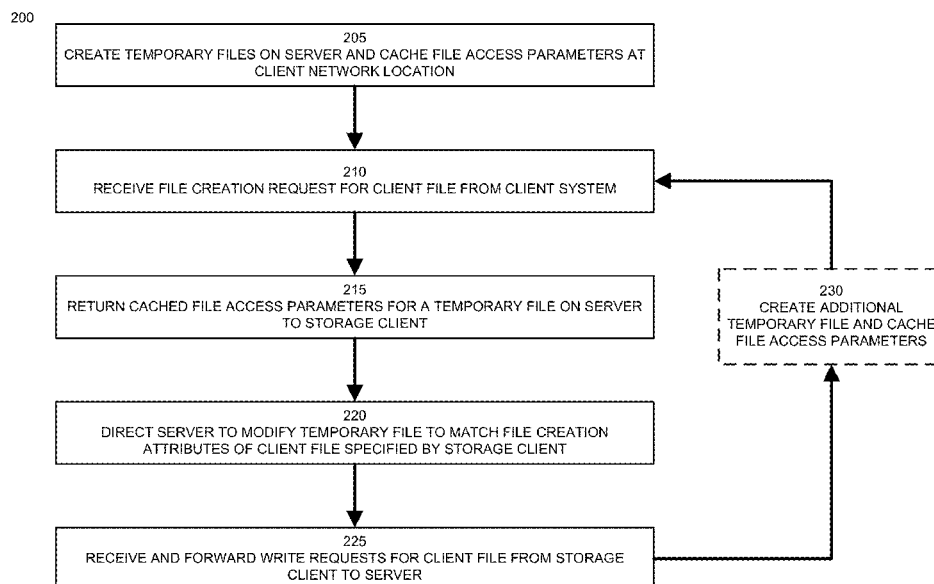 200
205
CREATE TEMPORARY FILES ON SERVER AND CACHE FILE ACCESS PARAMETERS AT
CLIENT NETWORK LOCATION
210
RECEIVE FILE CREATION REQUEST FOR CLIENT FILE FROM CLIENT SYSTEM
215
RETURN CACHED FILE ACCESS PARAMETERS FOR A TEMPORARY FILE ON SERVER
TO STORAGE CLIENT
220
DIRECT SERVER TO MODIFY TEMPORARY FILE TO MATCH FILE CREATION
ATTRIBUTES OF CLIENT FILE SPECIFIED BY STORAGE CLIENT
225
RECEIVE AND FORWARD WRITE REQUESTS FOR CLIENT FILE FROM STORAGE
CLIENT TO SERVER
230
CREATE ADDITIONAL
TEMPORARY FILE AND CACHE
FILE ACCESS PARAMETERS